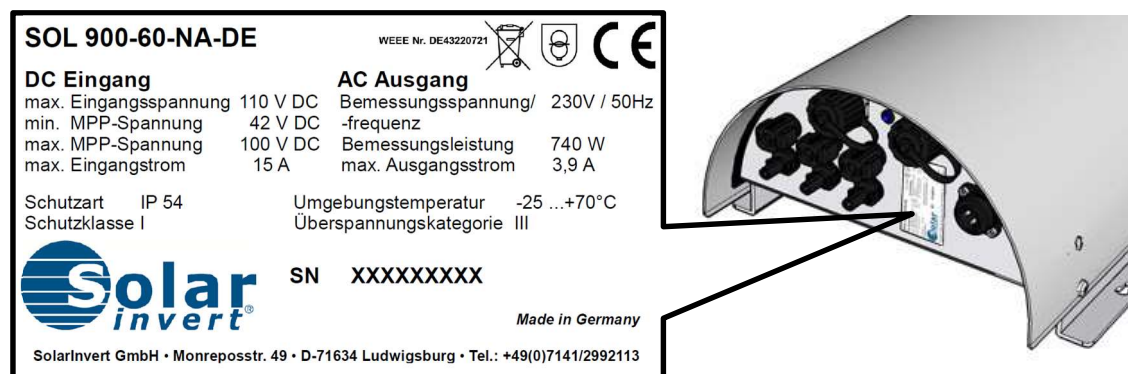 SOL 900-60-NA-DE WEEE Nr. DE43220721 CE
DC Eingang AC Ausgang
max. Eingangsspannung 110 V DC Bemessungsspannung/ 230V / 50Hz
min. MPP-Spannung 42 V DC -frequenz
max. MPP-Spannung 100 V DC Bemessungsleistung 740 W
max. Eingangstrom 15 A max. Ausgangsstrom 3,9 A
Schutzart IP 54 Umgebungstemperatur -25 ...+70°C
Schutzklasse I Überspannungskategorie III
Solar
invert®
SN XXXXXXXXX
Made in Germany
SolarInvert GmbH • Monreposstr. 49 • D-71634 Ludwigsburg • Tel.: +49(0)7141/2992113
Solar